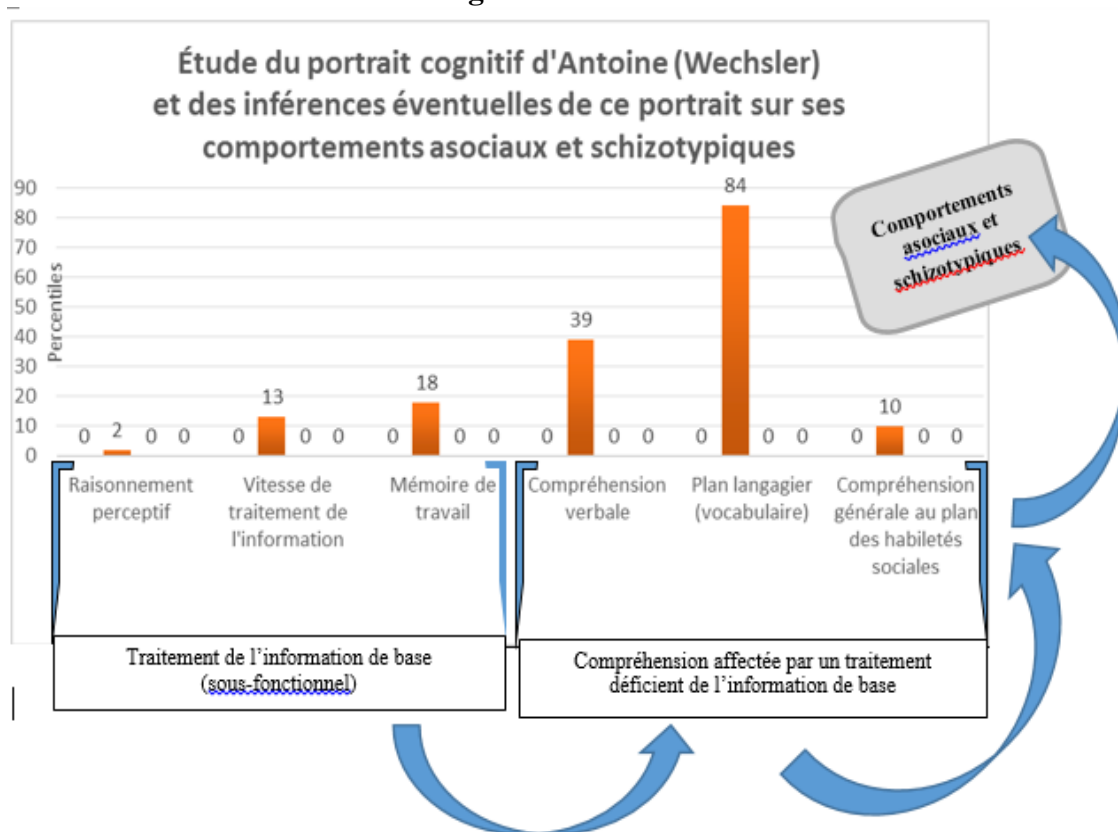 Étude du portrait cognitif d'Antoine (Wechsler)
et des inférences éventuelles de ce portrait sur ses
comportements asociaux et schizotypiques
90
80
70
60
50
40
30
20
10
0
Percentiles
0 2 0 0
0 13 0 0
0 18 0 0
0 39 0 0
0 84 0 0
0 10 0 0
Raisonnement
perceptif
Vitesse de
traitement de
l'information
Mémoire de
travail
Compréhension
verbale
Plan langagier
(vocabulaire)
Compréhension
générale au plan
des habiletés
sociales
Comportements
asociaux et
schizotypiques
Traitement de l'information de base
(sous-fonctionnel)
Compréhension affectée par un traitement
déficient de l'information de base